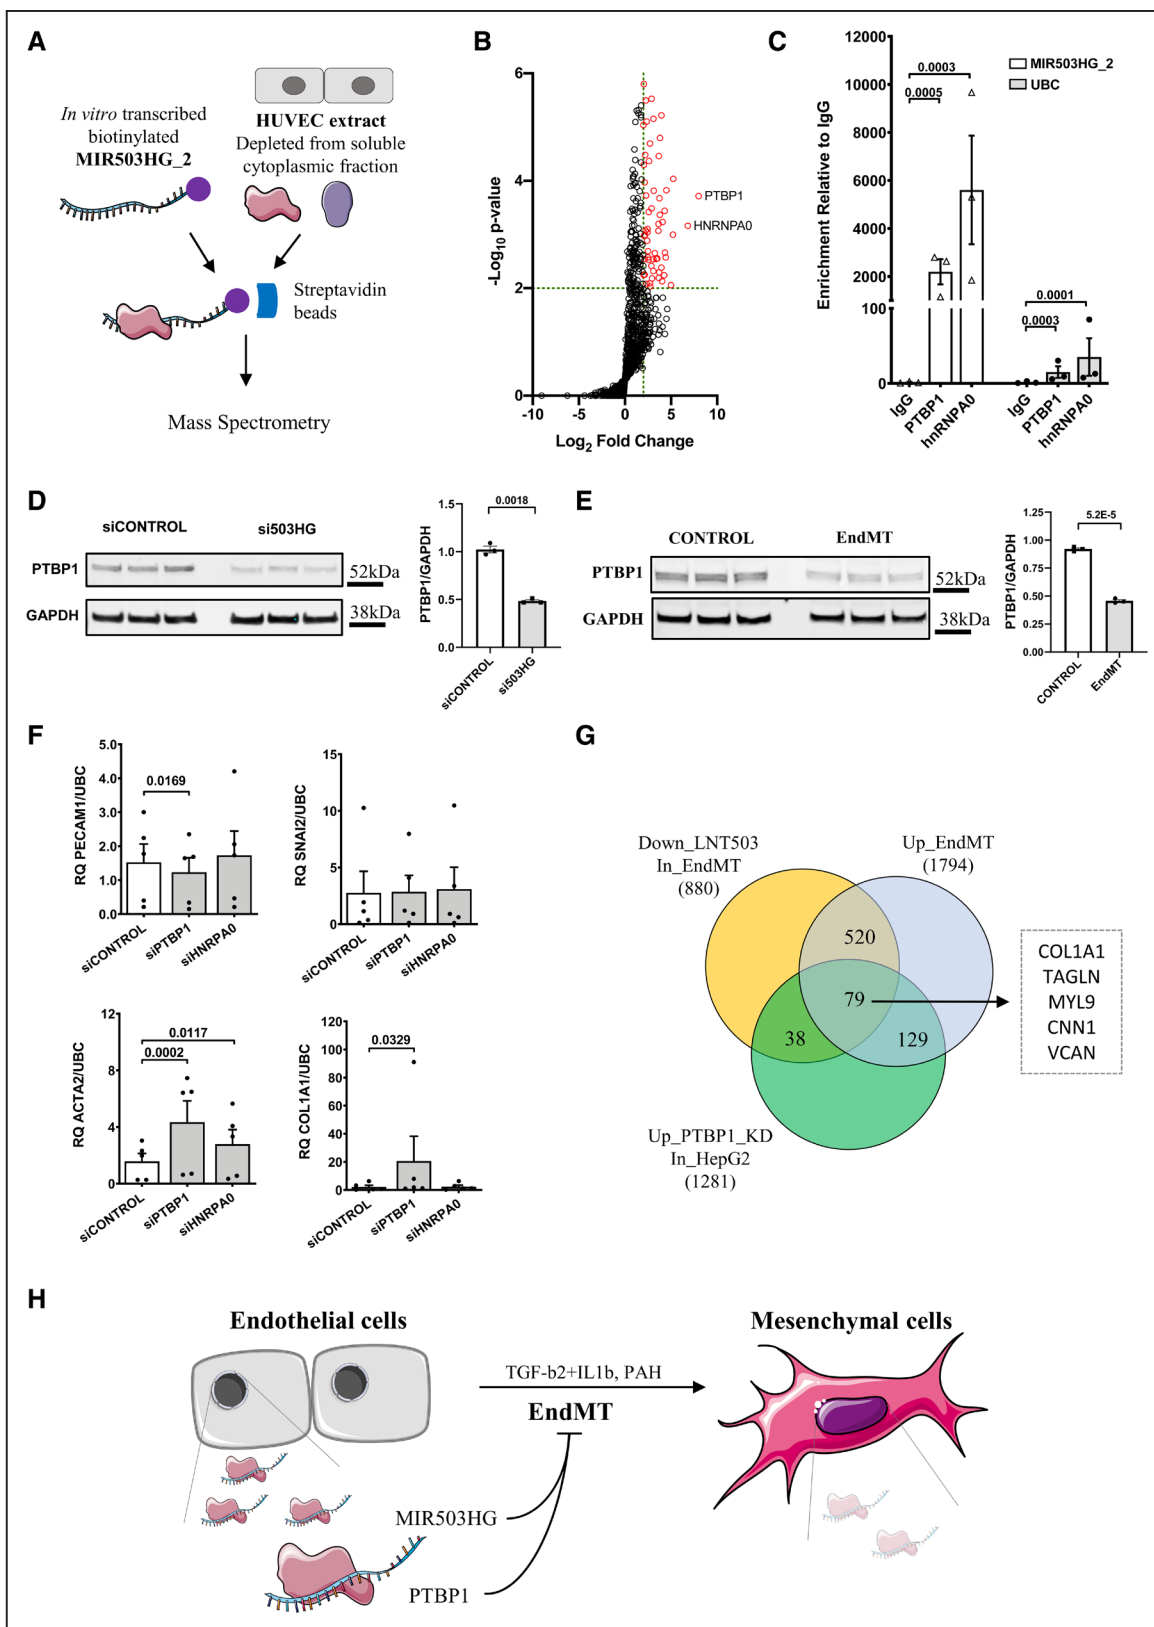 A
In vitro transcribed
biotinylated
MIR503HG_2
HUVEC extract
Depleted from soluble
cytoplasmic fraction
Streptavidin
beads
Mass Spectrometry
B
-Log10 p-value
6
4
2
0
-10
-5
0
5
10
Log2 Fold Change
PTBP1
HNRNPA0
C
Enrichment Relative to IgG
12000
10000
8000
6000
4000
2000
100
0
MIR503HG_2
UBC
0.0003
0.0005
0.0001
0.0003
IgG
PTBP1
hnRNPA0
IgG
PTBP1
hnRNPA0
D
siCONTROL
si503HG
PTBP1
52kDa
GAPDH
38kDa
PTBP1/GAPDH
1.5
1.0
0.5
0.0
0.0018
siCONTROL
si503HG
E
CONTROL
EndMT
PTBP1
52kDa
GAPDH
38kDa
PTBP1/GAPDH
1.25
1.00
0.75
0.50
0.25
0.00
5.2E-5
CONTROL
EndMT
F
RQ PECAM1/UBC
5.0
4.0
3.0
2.0
1.0
0.0
0.0169
siCONTROL
siPTBP1
siHNRPA0
RQ SNAI2/UBC
15
10
5
0
siCONTROL
siPTBP1
siHNRPA0
RQ ACTA2/UBC
12
8
4
0
0.0117
0.0002
siCONTROL
siPTBP1
siHNRPA0
RQ COL1A1/UBC
120
100
80
60
40
20
0
0.0329
siCONTROL
siPTBP1
siHNRPA0
G
Down_LNT503
In_EndMT
(880)
Up_EndMT
(1794)
520
79
38
129
Up_PTBP1_KD
In_HepG2
(1281)
COL1A1
TAGLN
MYL9
CNN1
VCAN
H
Endothelial cells
Mesenchymal cells
TGF-b2+IL1b, PAH
EndMT
MIR503HG
PTBP1